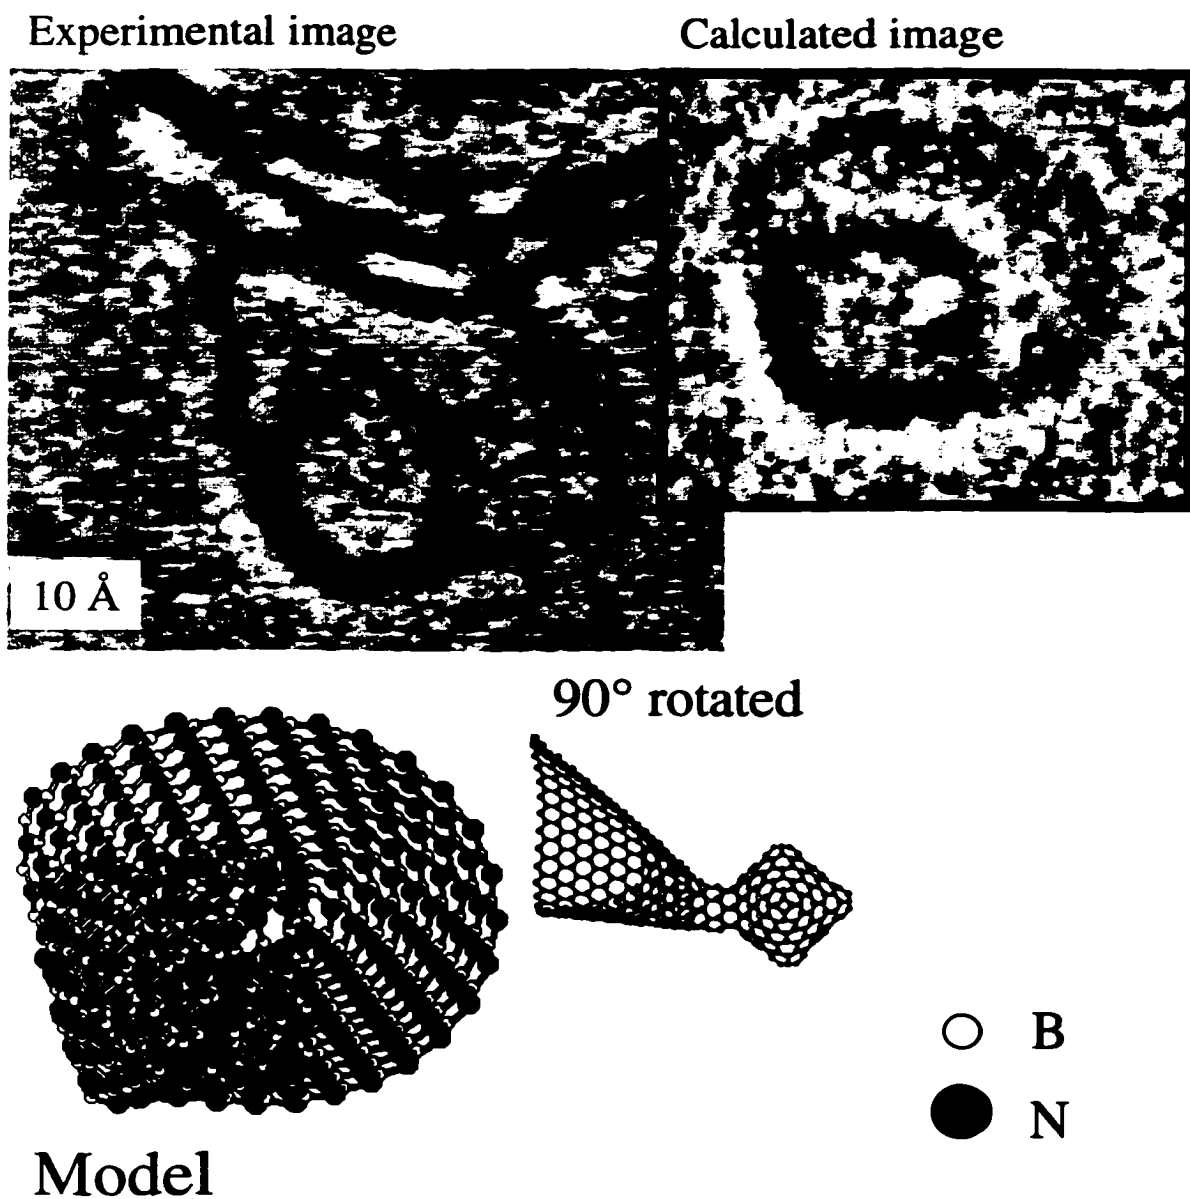 Experimental image
Calculated image
10 Å
90° rotated
B
N
Model